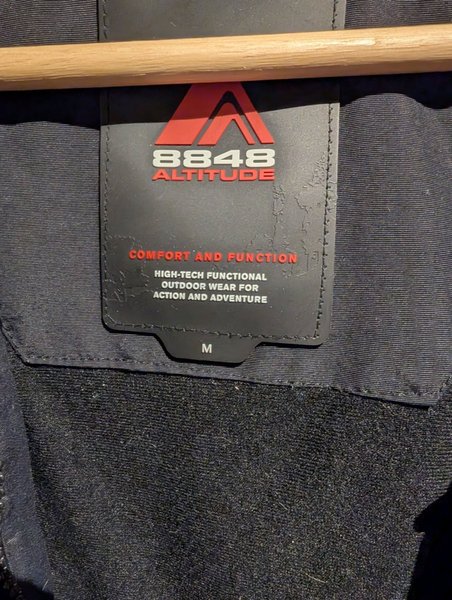 8848
ALTITUDE
COMFORT AND FUNCTION
HIGH-TECH FUNCTIONAL
OUTDOOR WEAR FOR
ACTION AND ADVENTURE
M